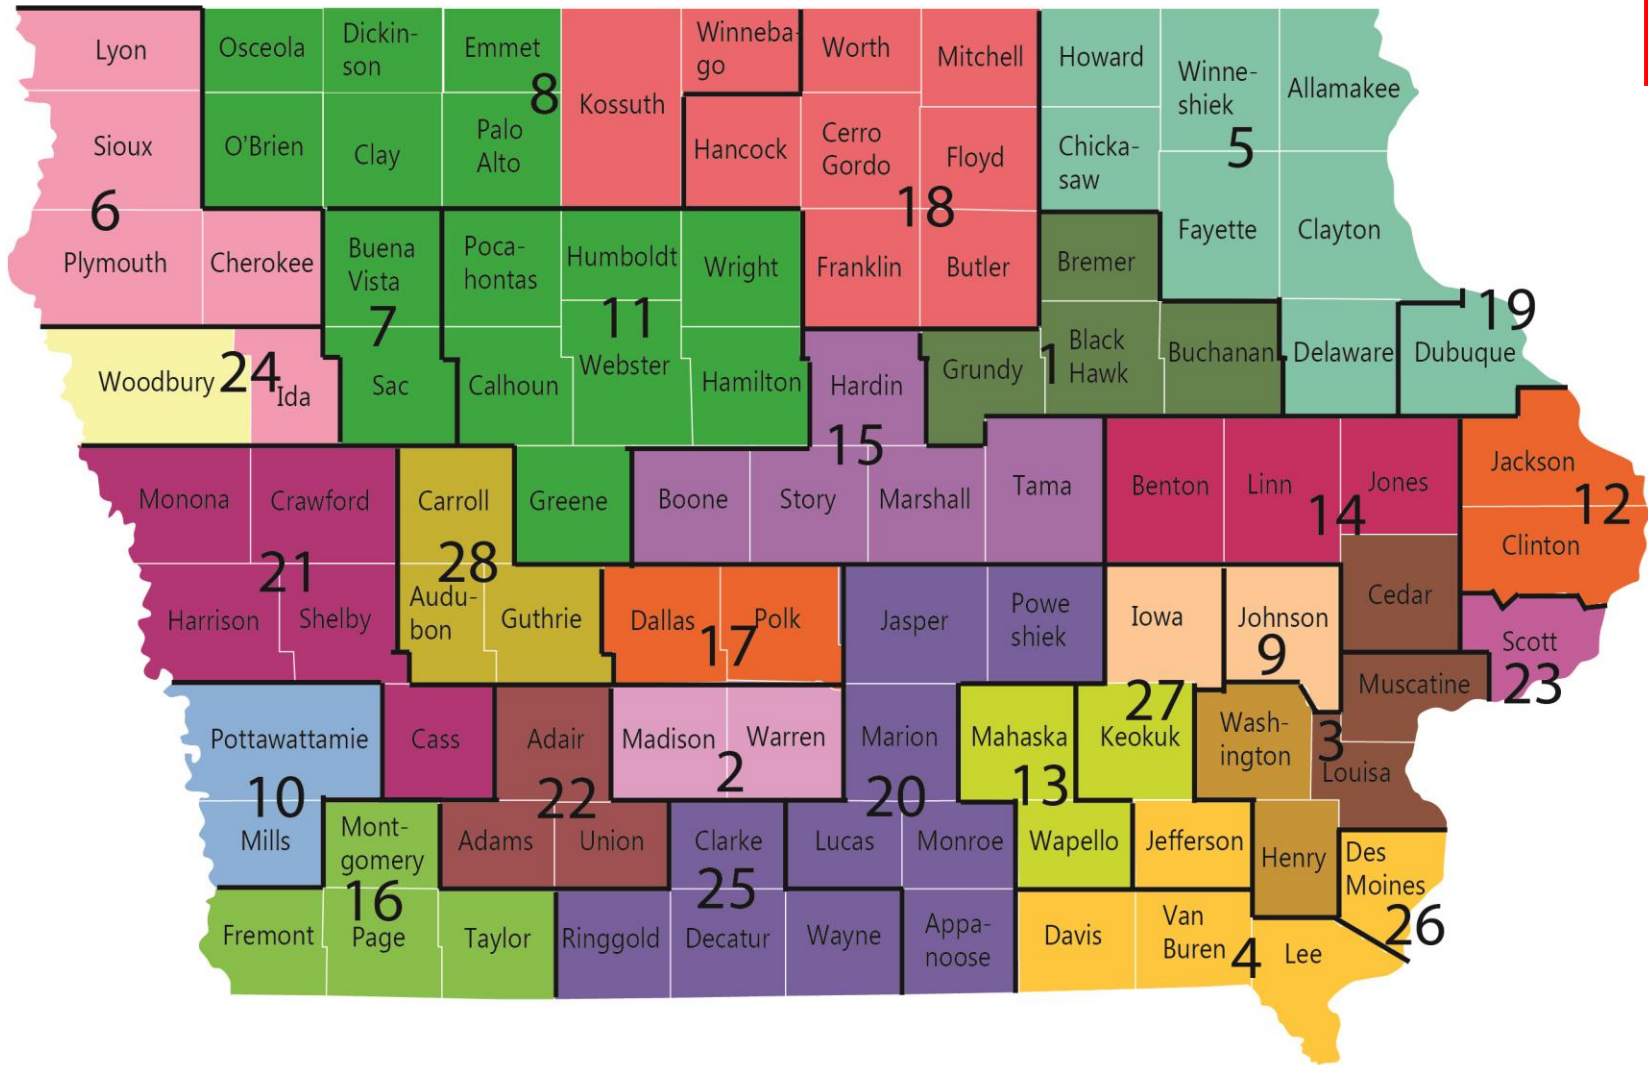 Lyon
Osceola
Dickin-
son
Emmet
8
Kossuth
Winneba-
go
Worth
Mitchell
Howard
Winne-
shiek
Allamakee
Sioux
O'Brien
Clay
Palo
Alto
Hancock
Cerro
Gordo
Floyd
Chicka-
saw
5
6
18
Plymouth
Cherokee
Buena
Vista
Poca-
hontas
Humboldt
Wright
Franklin
Butler
Bremer
Fayette
Clayton
7
11
19
Woodbury
24
Ida
Sac
Calhoun
Webster
Hamilton
Hardin
Grundy
1
Black
Hawk
Buchanan
Delaware
Dubuque
15
Monona
Crawford
Carroll
Greene
Boone
Story
Marshall
Tama
Benton
Linn
Jones
14
Jackson
12
Clinton
21
28
Harrison
Shelby
Audu-
bon
Guthrie
Dallas
17
Polk
Jasper
Powe
shiek
Iowa
Johnson
9
Cedar
Scott
23
Muscatine
27
Pottawattamie
Cass
Adair
Madison
Warren
2
Marion
Mahaska
Keokuk
Wash-
ington
3
Louisa
10
22
20
13
Mills
Mont-
gomery
Adams
Union
Clarke
Lucas
Monroe
Wapello
Jefferson
Henry
Des
Moines
16
25
26
Fremont
Page
Taylor
Ringgold
Decatur
Wayne
Appa-
noose
Davis
Van
Buren
4
Lee